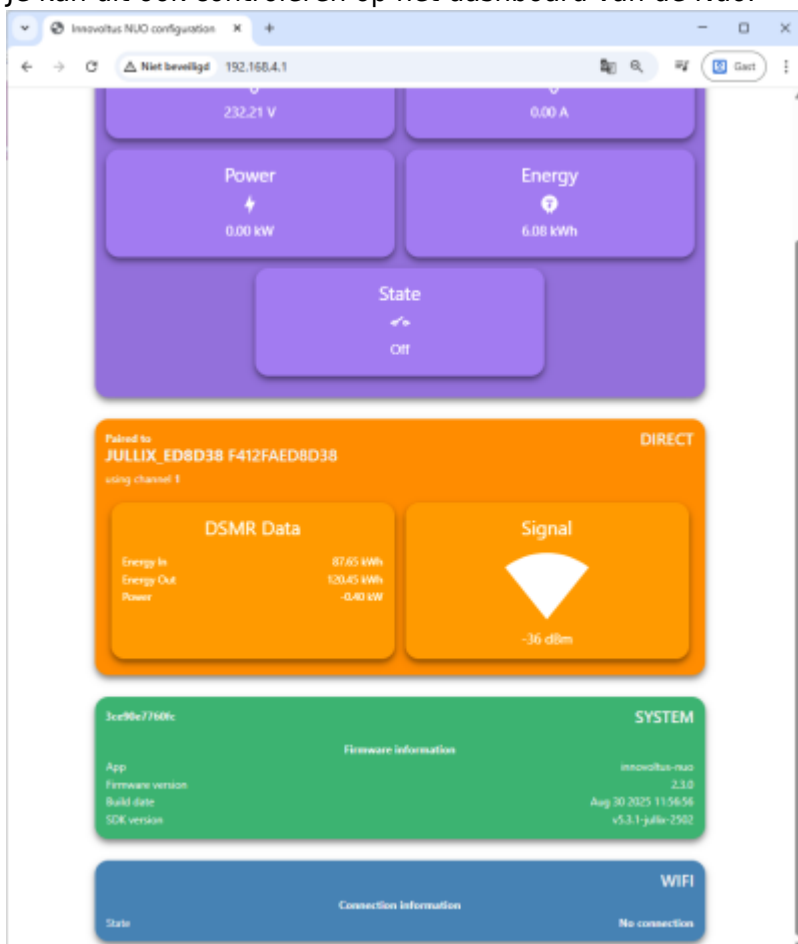 je kan dit ook controleren op het dashboard van de Nuo:
Innovoltus NUO configuration
Niet beveiligd 192.168.4.1
Gast
232.21 V
0.00 A
Power
0.00 kW
Energy
6.08 kWh
State
Off
Paired to
DIRECT
JULLIX_ED8D38 F412FAED8D38
using channel 1
DSMR Data
Energy In 87.65 kWh
Energy Out 120.45 kWh
Power -0.40 kW
Signal
-36 dBm
3ce90e7760fc
SYSTEM
Firmware information
App innovoltus-nuo
Firmware version 2.3.0
Build date Aug 30 2025 11:56:56
SDK version v5.3.1-jullix-2502
WIFI
Connection information
State No connection